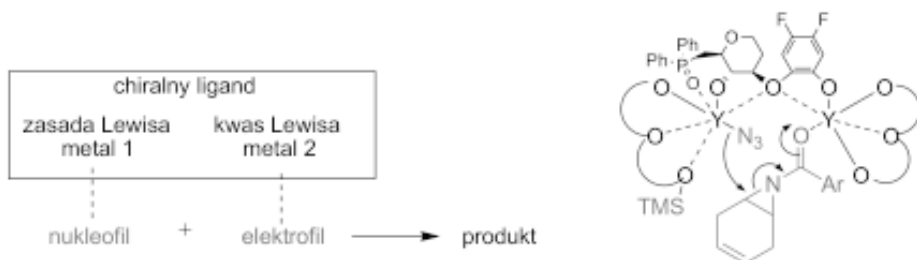 chiralny ligand
zasada Lewisa kwas Lewisa
metal 1 metal 2
nukleofil + elektrofil produkt
F F
O
Ph Ph P O O O O
O Y Y O
O N₃ O O
O O
TMS N Ar